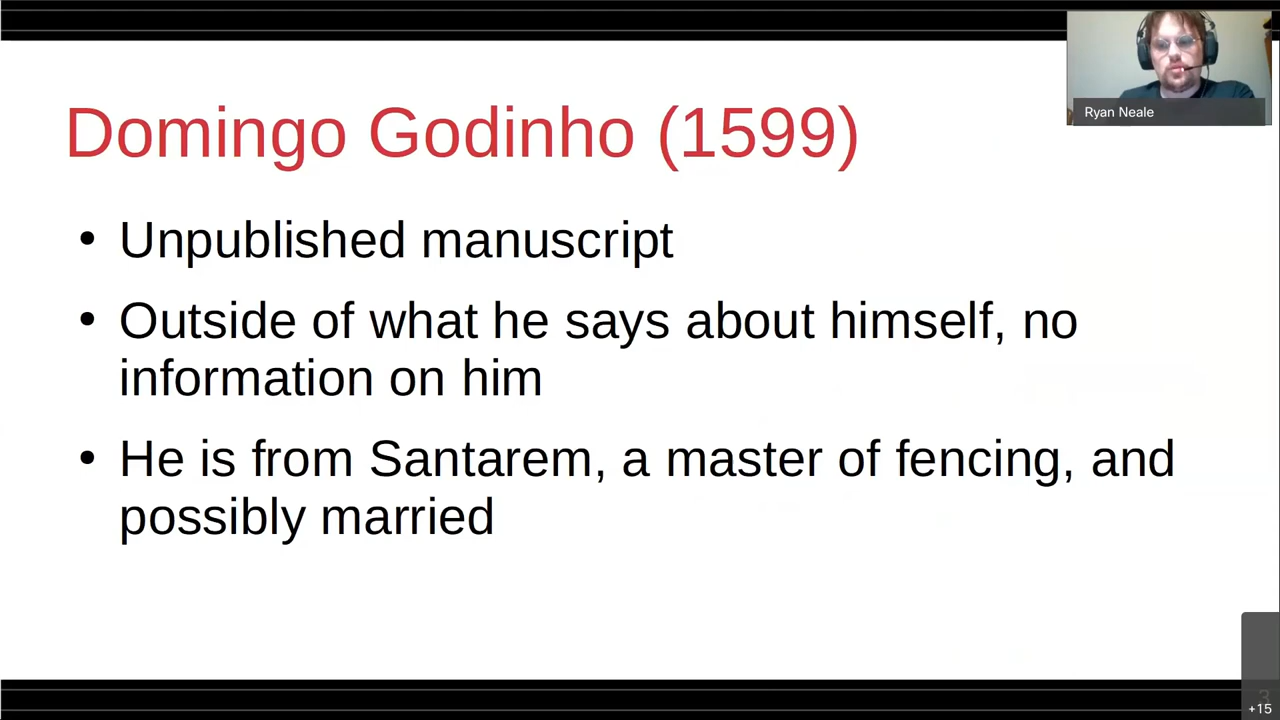 Ryan Neale
Domingo Godinho (1599)
• Unpublished manuscript
• Outside of what he says about himself, no
information on him
• He is from Santarem, a master of fencing, and
possibly married
3
+15